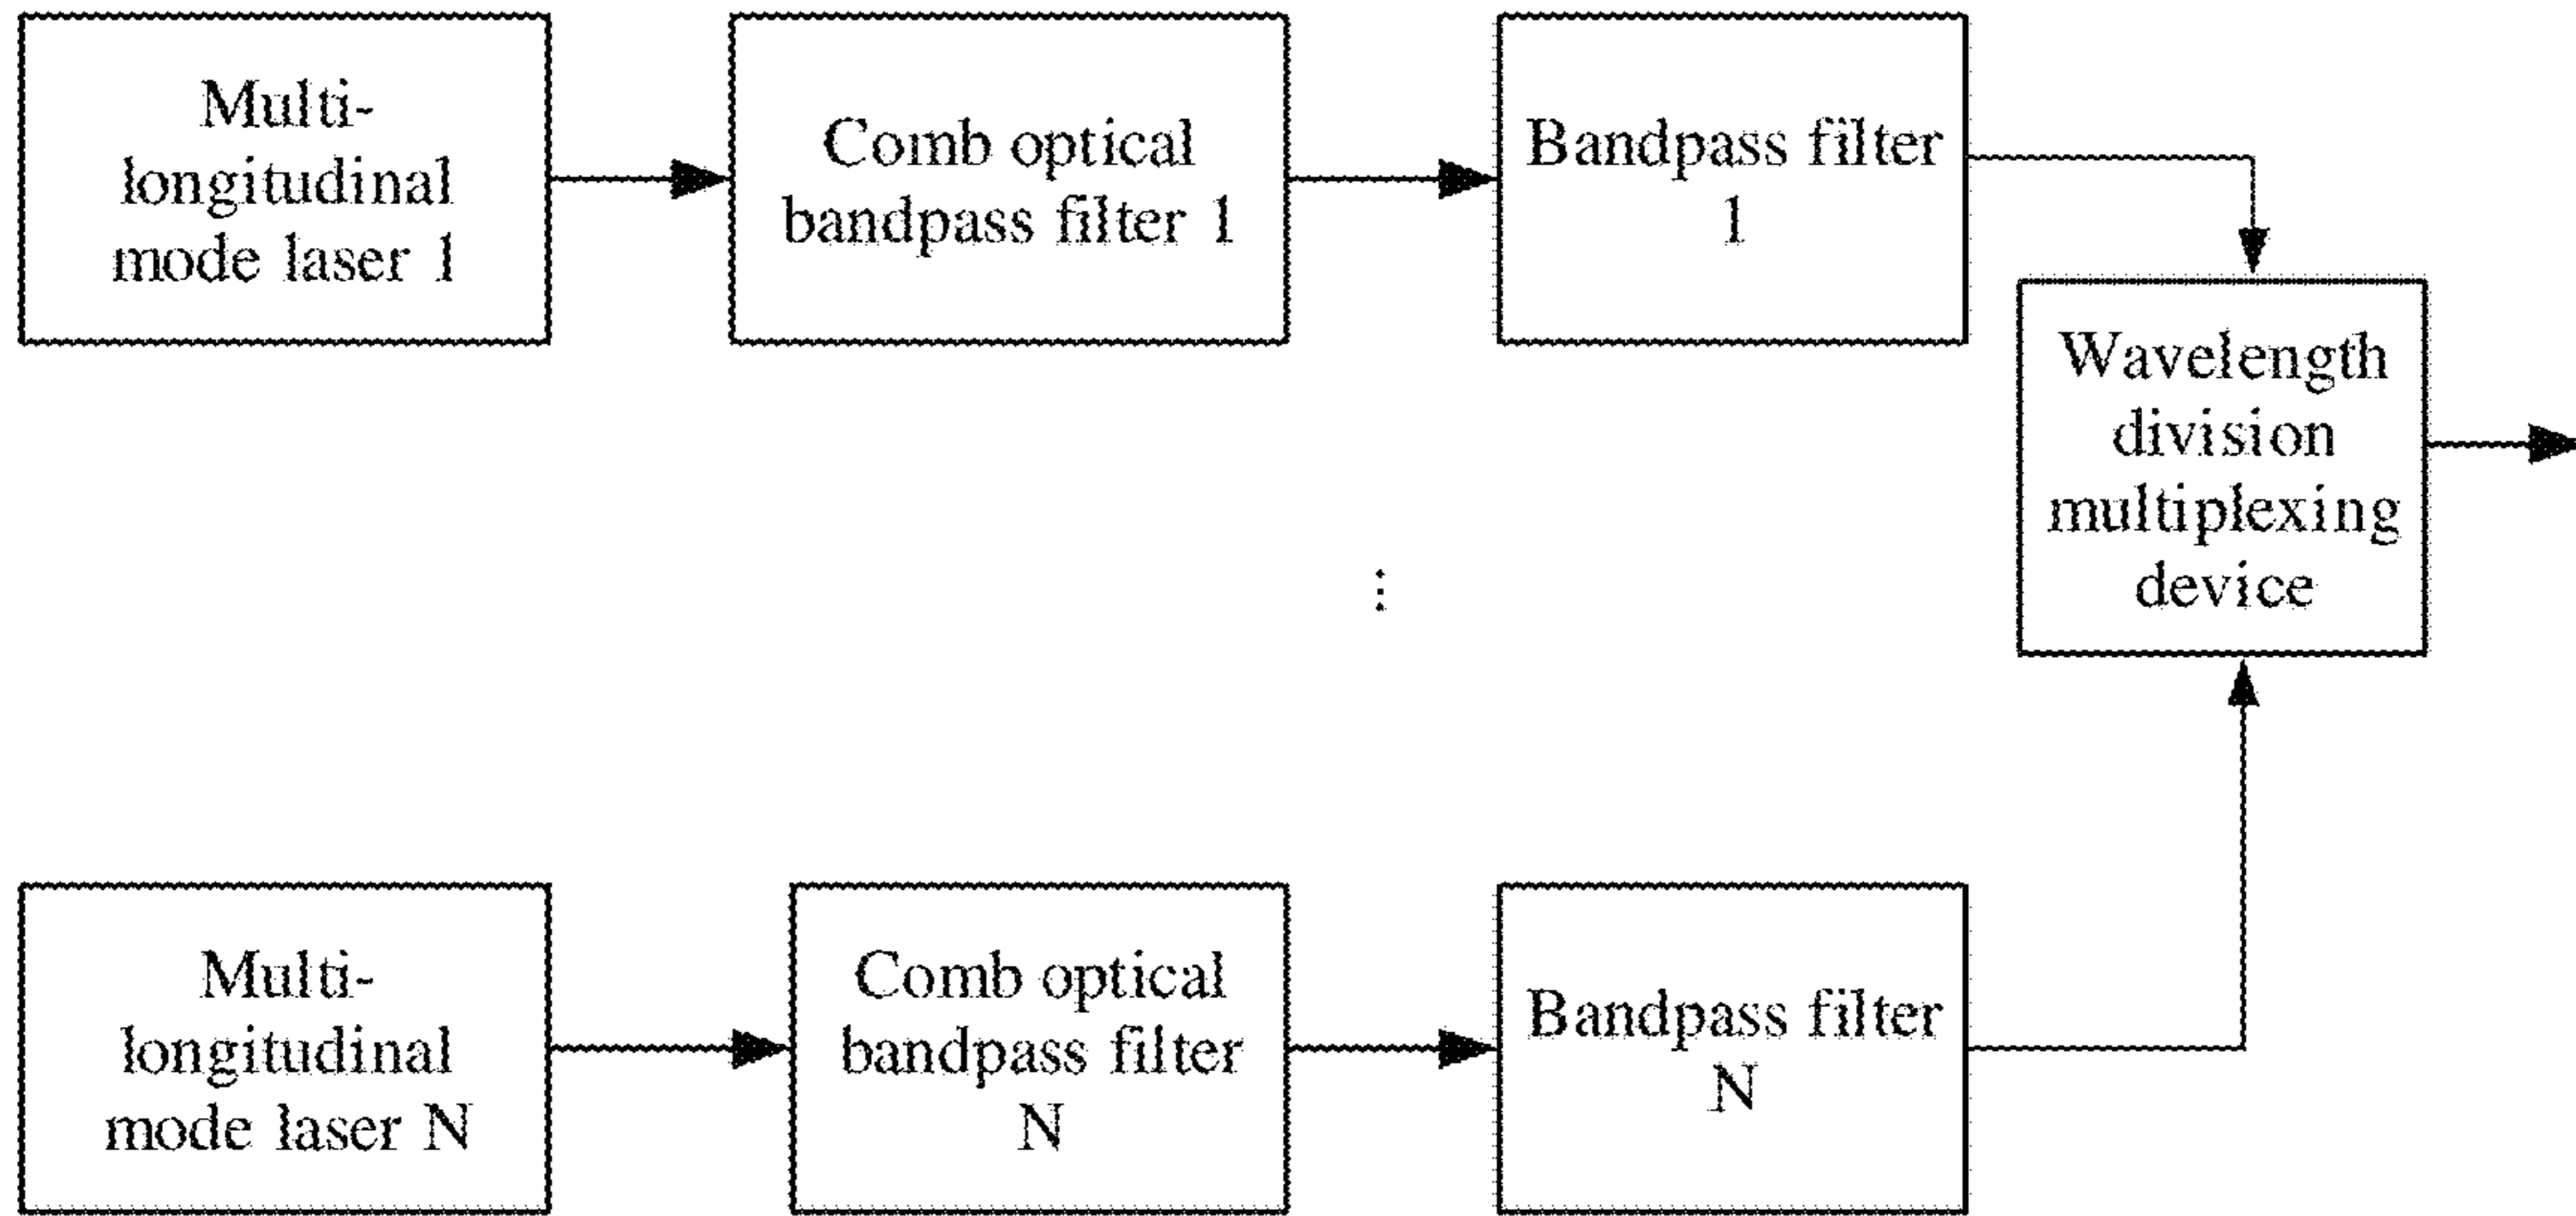 Multi-
longitudinal
mode laser 1
Comb optical
bandpass filter 1
Bandpass filter
1
Wavelength
division
multiplexing
device
⋮
Multi-
longitudinal
mode laser N
Comb optical
bandpass filter
N
Bandpass filter
N